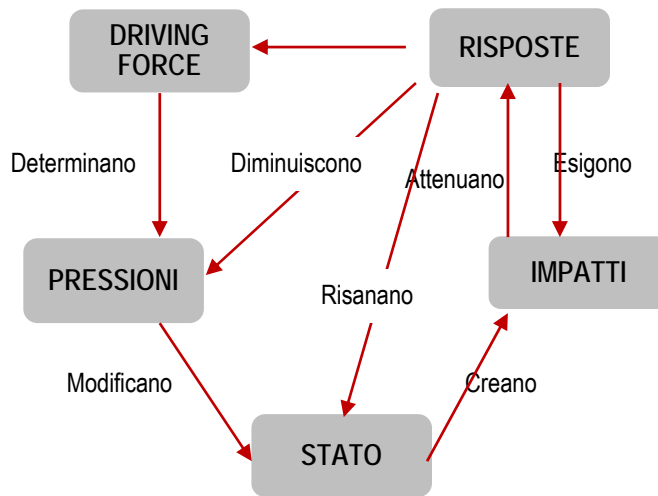 DRIVING
FORCE
RISPOSTE
Determinano
Diminuiscono
Attenuano
Esigono
PRESSIONI
IMPATTI
Risanano
Modificano
Creano
STATO